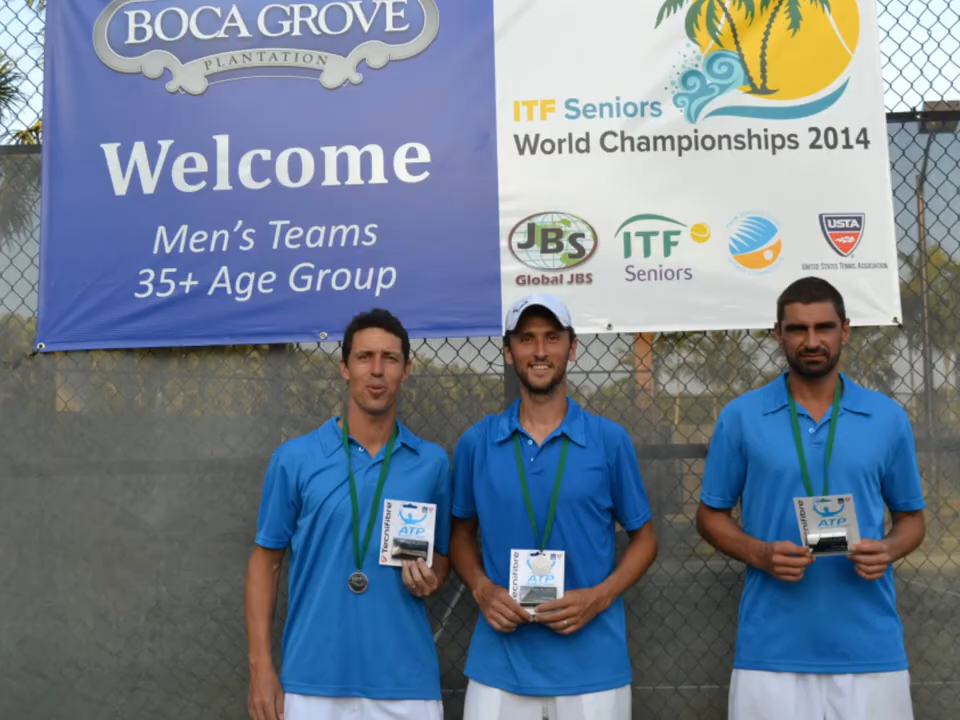 BOCA GROVE
PLANTATION
Welcome
Men's Teams
35+ Age Group
ITF Seniors
World Championships 2014
JBS
Global JBS
ITF
Seniors
USTA
UNITED STATES TENNIS ASSOCIATION
Tecnifibre
ATP
Tecnifibre
ATP
Tecnifibre
ATP